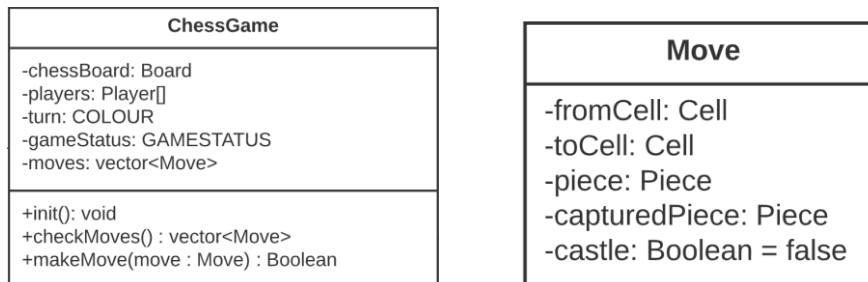 ChessGame
-chessBoard: Board
-players: Player[]
-turn: COLOUR
-gameStatus: GAMESTATUS
-moves: vector<Move>
+init(): void
+checkMoves() : vector<Move>
+makeMove(move : Move) : Boolean
Move
-fromCell: Cell
-toCell: Cell
-piece: Piece
-capturedPiece: Piece
-castle: Boolean = false